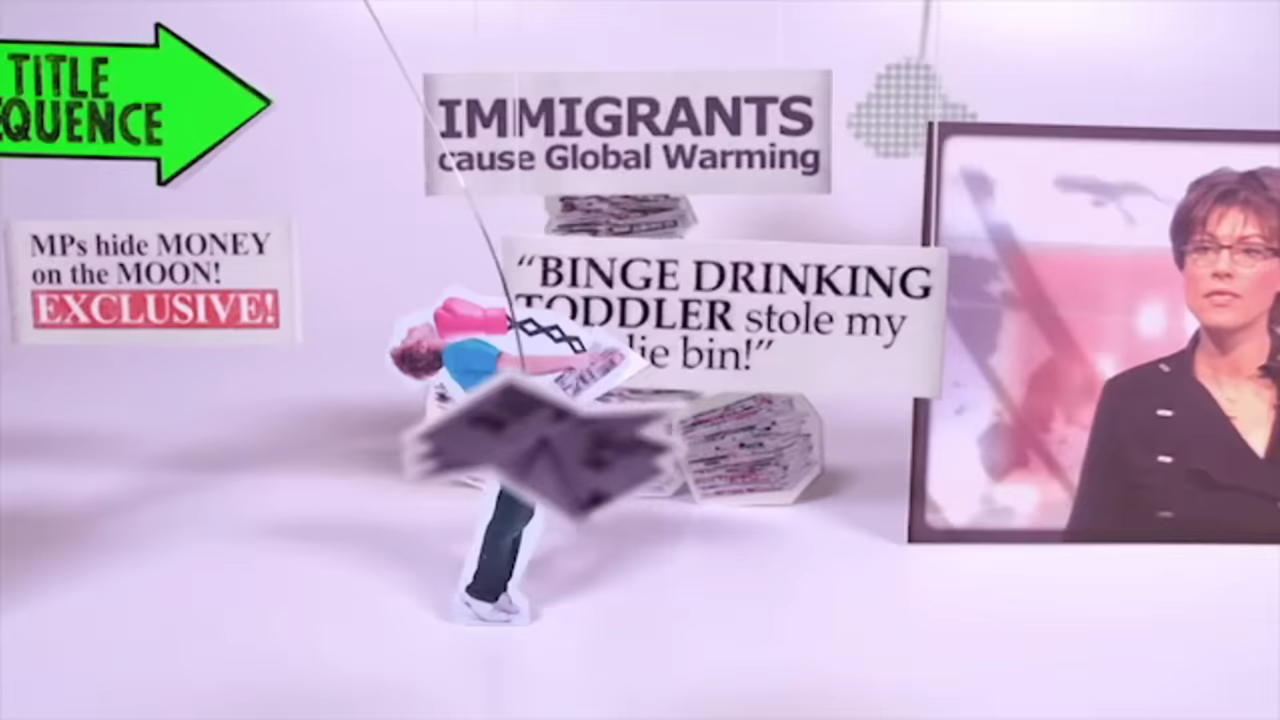 TITLE
EQUENCE
IMMIGRANTS
cause Global Warming
MPs hide MONEY
on the MOON!
EXCLUSIVE!
“BINGE DRINKING
TODDLER stole my
lie bin!”